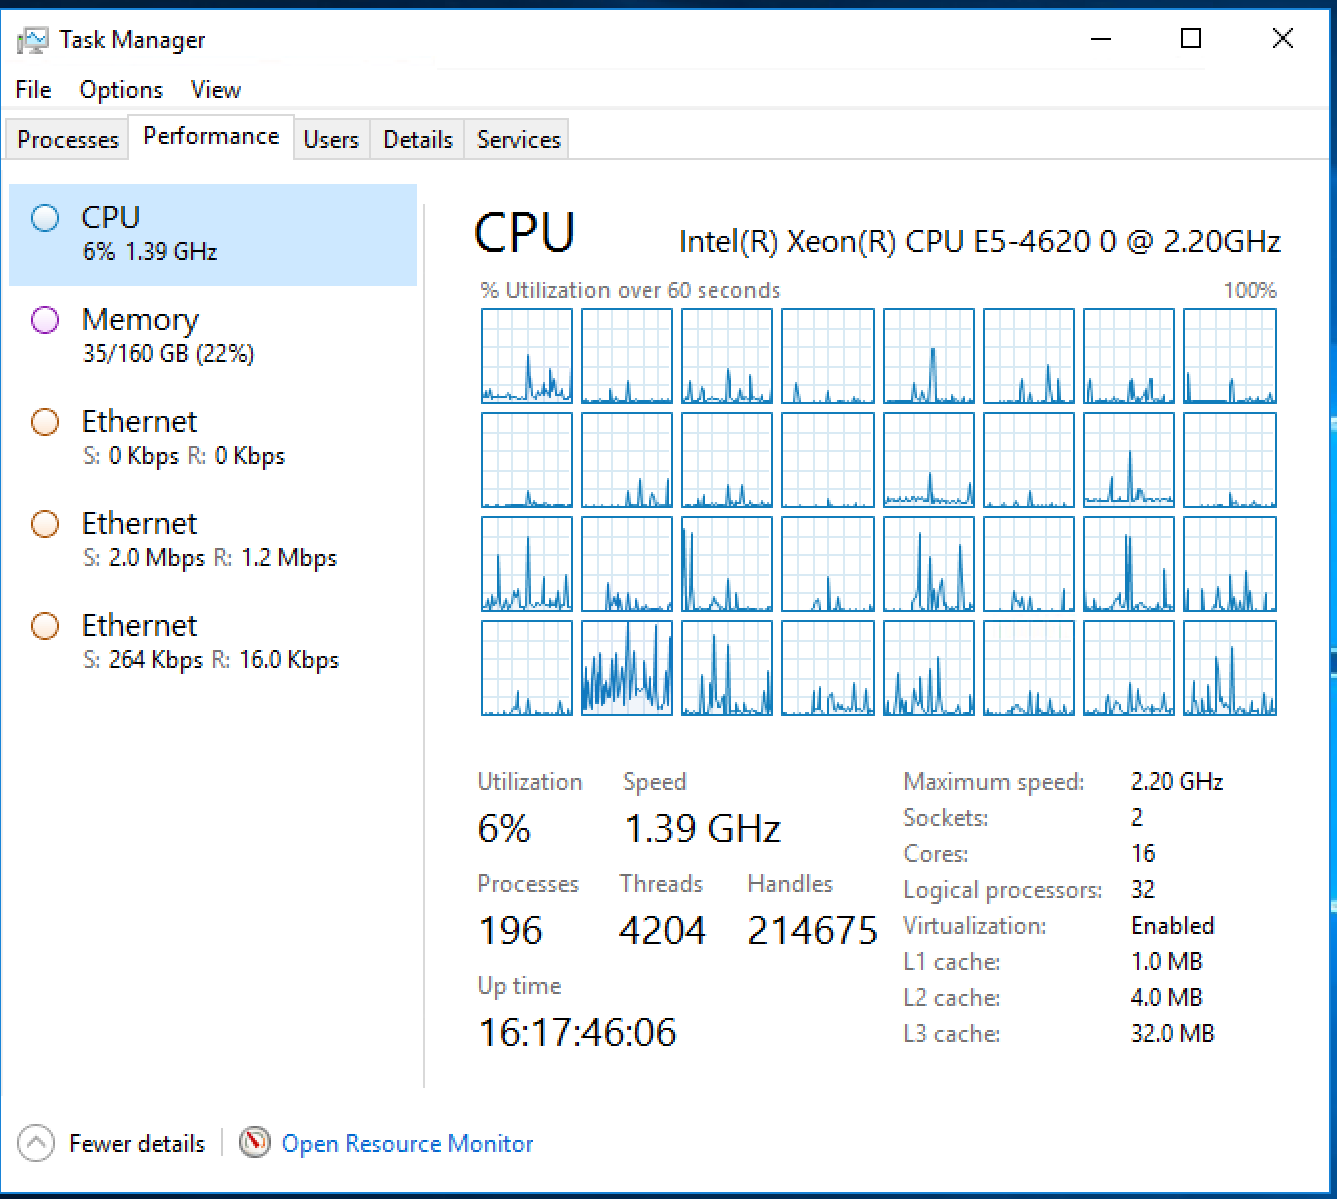 Task Manager
File Options View
Processes Performance Users Details Services
CPU
6% 1.39 GHz
Memory
35/160 GB (22%)
Ethernet
S: 0 Kbps R: 0 Kbps
Ethernet
S: 2.0 Mbps R: 1.2 Mbps
Ethernet
S: 264 Kbps R: 16.0 Kbps
CPU Intel(R) Xeon(R) CPU E5-4620 0 @ 2.20GHz
% Utilization over 60 seconds 100%
Utilization Speed
6% 1.39 GHz
Processes Threads Handles
196 4204 214675
Up time
16:17:46:06
Maximum speed: 2.20 GHz
Sockets: 2
Cores: 16
Logical processors: 32
Virtualization: Enabled
L1 cache: 1.0 MB
L2 cache: 4.0 MB
L3 cache: 32.0 MB
Fewer details Open Resource Monitor